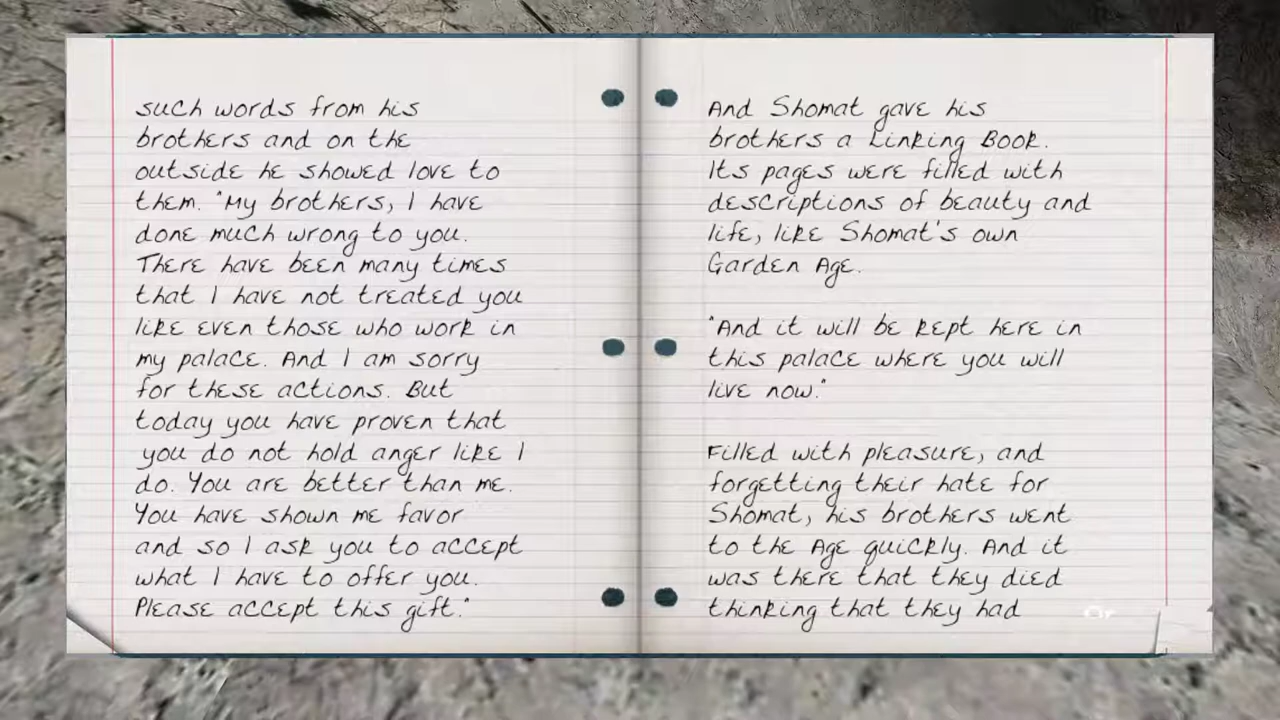 such words from his
brothers and on the
outside he showed love to
them. "My brothers, I have
done much wrong to you.
There have been many times
that I have not treated you
like even those who work in
my palace. And I am sorry
for these actions. But
today you have proven that
you do not hold anger like I
do. You are better than me.
You have shown me favor
and so I ask you to accept
what I have to offer you.
Please accept this gift."
And Shomat gave his
brothers a Linking Book.
Its pages were filled with
descriptions of beauty and
life, like Shomat's own
Garden Age.
"And it will be kept here in
this palace where you will
live now."
Filled with pleasure, and
forgetting their hate for
Shomat, his brothers went
to the Age quickly. And it
was there that they died
thinking that they had
Or